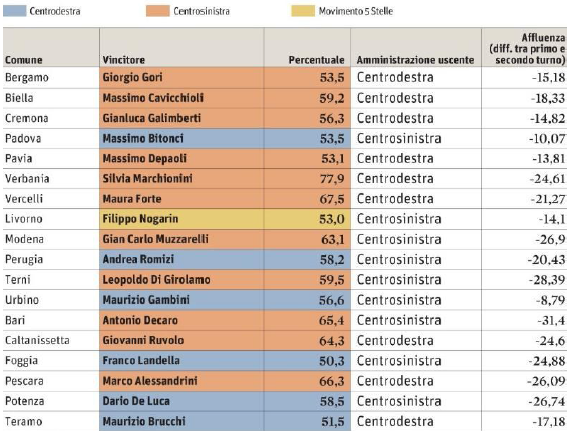 Centrodestra Centrosinistra Movimento 5 Stelle
Affluenza
(diff. tra primo e
Comune Vincitore Percentuale Amministrazione uscente secondo turno)
Bergamo Giorgio Gori 53,5 Centrodestra -15,18
Biella Massimo Cavicchioli 59,2 Centrodestra -18,33
Cremona Gianluca Galimberti 56,3 Centrodestra -14,82
Padova Massimo Bitonci 53,5 Centrosinistra -10,07
Pavia Massimo Depaoli 53,1 Centrodestra -13,81
Verbania Silvia Marchionini 77,9 Centrodestra -24,61
Vercelli Maura Forte 67,5 Centrodestra -21,27
Livorno Filippo Nogarin 53,0 Centrosinistra -14,1
Modena Gian Carlo Muzzarelli 63,1 Centrosinistra -26,9
Perugia Andrea Romizi 58,2 Centrosinistra -20,43
Terni Leopoldo Di Girolamo 59,5 Centrosinistra -28,39
Urbino Maurizio Gambini 56,6 Centrosinistra -8,79
Bari Antonio Decaro 65,4 Centrosinistra -31,4
Caltanissetta Giovanni Ruvolo 64,3 Centrodestra -24,6
Foggia Franco Landella 50,3 Centrosinistra -24,88
Pescara Marco Alessandrini 66,3 Centrodestra -26,09
Potenza Dario De Luca 58,5 Centrosinistra -26,74
Teramo Maurizio Brucchi 51,5 Centrodestra -17,18